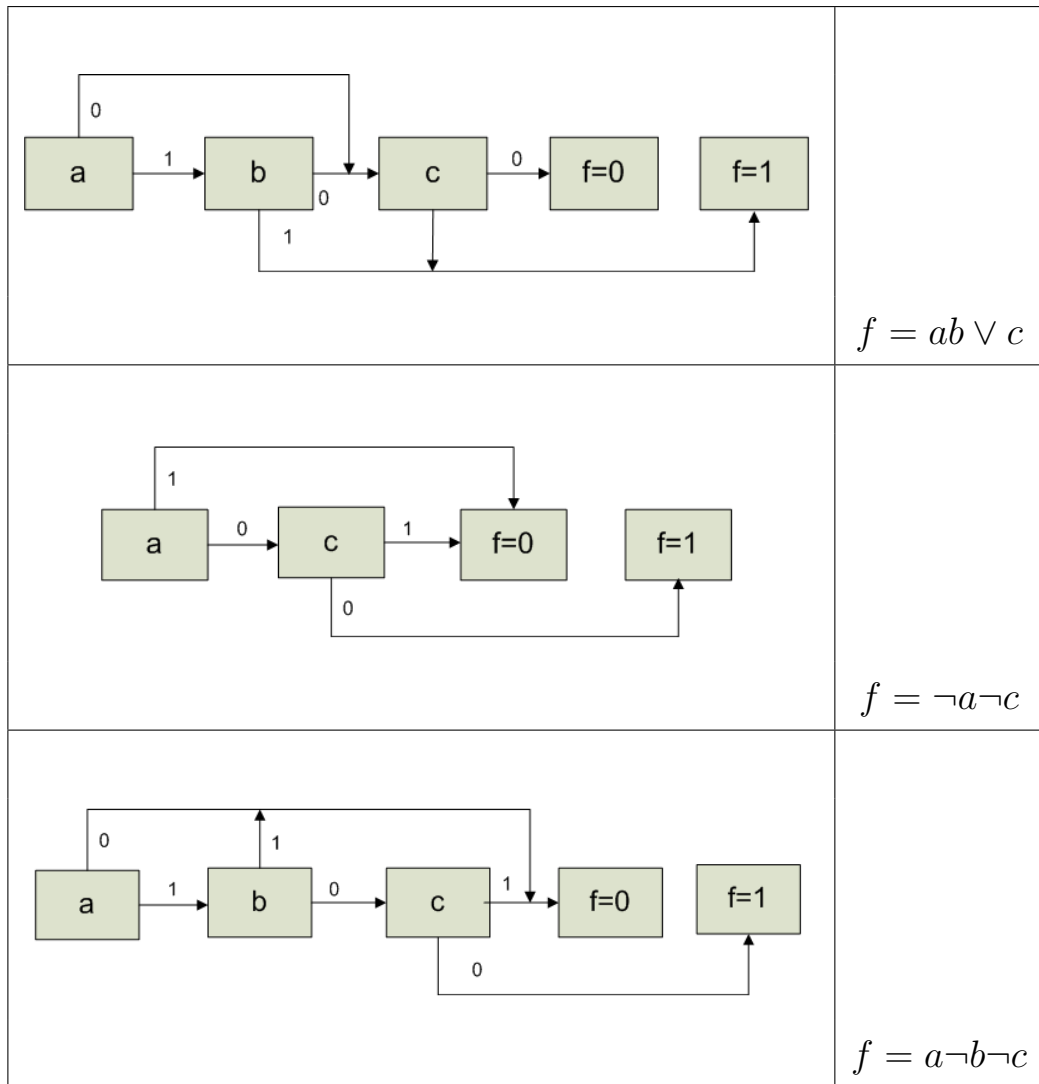 0
a 1 b 0 c 0 f=0 f=1
1
f = ab ∨ c
1
a 0 c 1 f=0 f=1
0
f = ¬a¬c
0 1
a 1 b 0 c 1 f=0 f=1
0
f = a¬b¬c